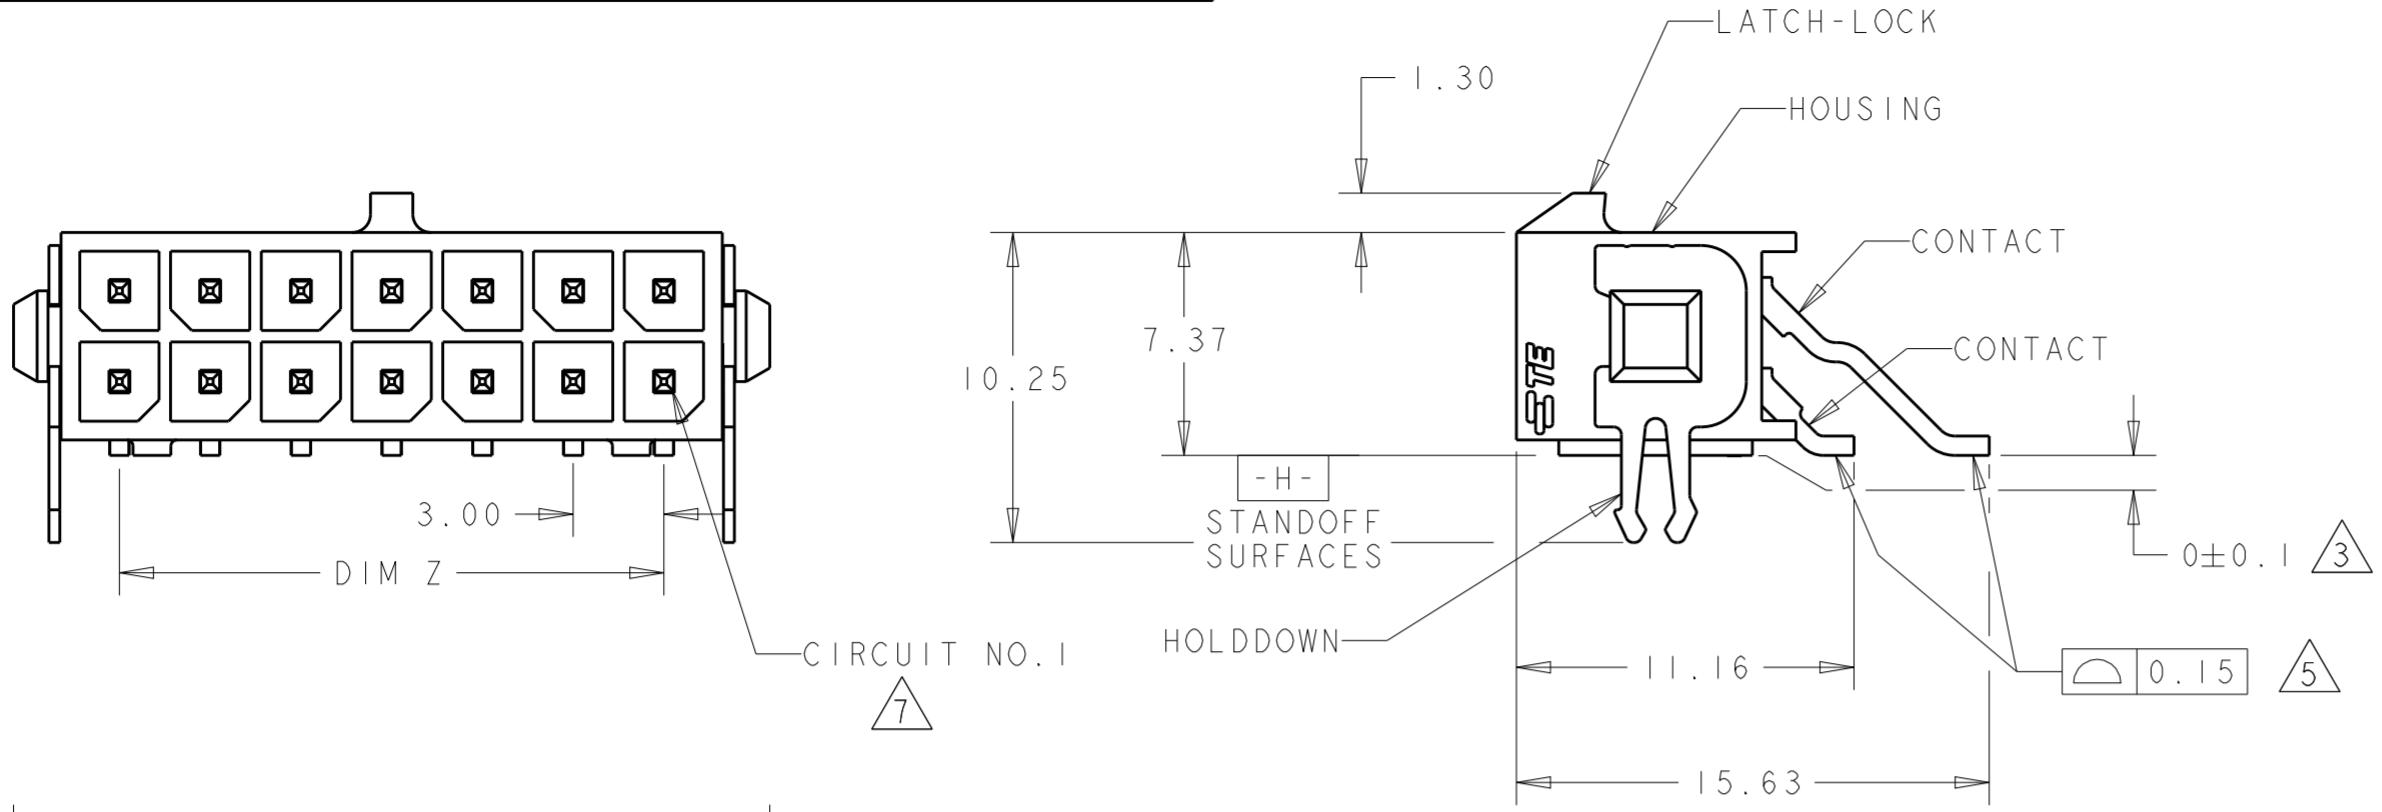 LATCH-LOCK
1.30
HOUSING
CONTACT
7.37
CONTACT
10.25
TE
-H-
3.00
STANDOFF
SURFACES
0±0.1 3
DIM Z
CIRCUIT NO.1
7
HOLDDOWN
11.16
0.15 5
15.63